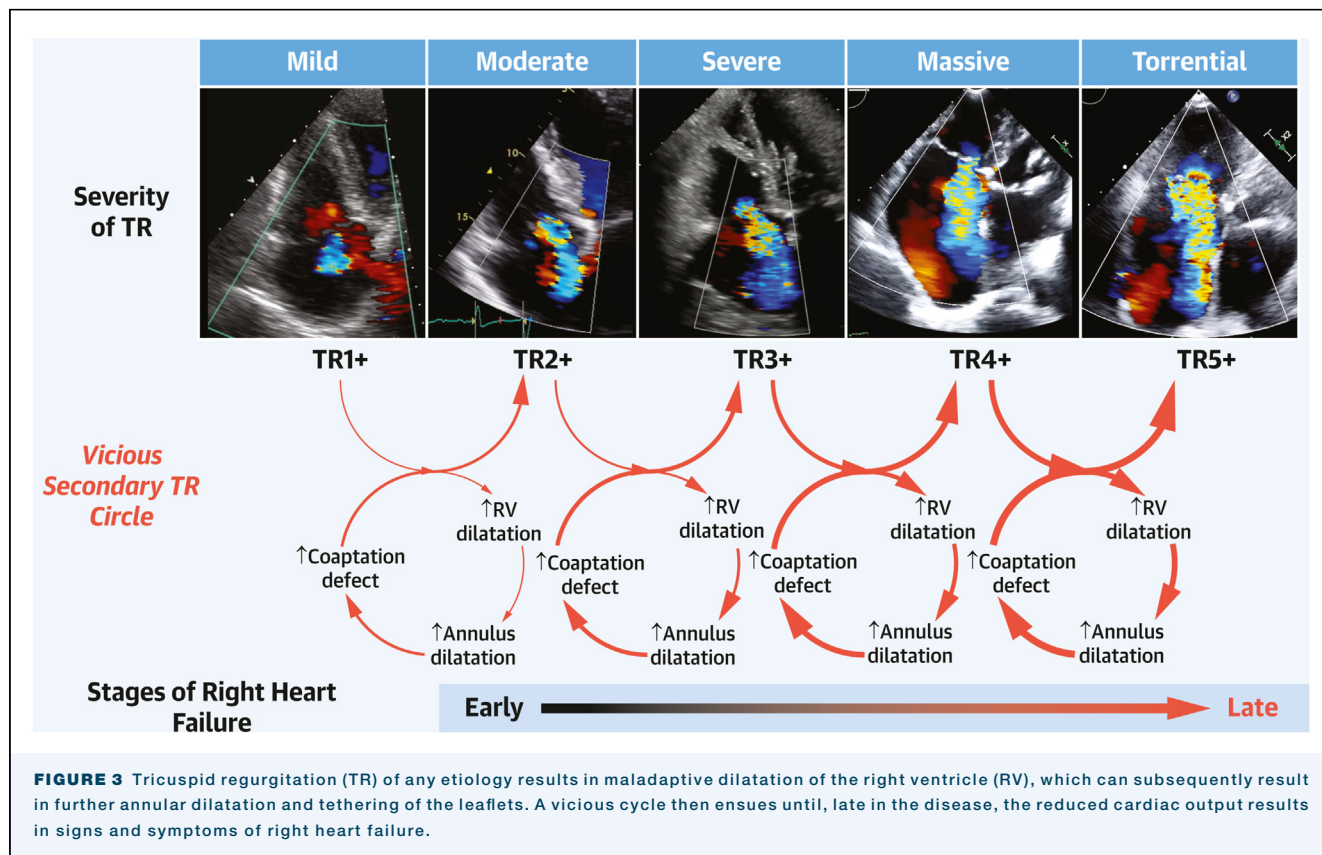 Mild Moderate Severe Massive Torrential
Severity
of TR
5
10
15
X
X2
TR1+ TR2+ TR3+ TR4+ TR5+
Vicious
Secondary TR
Circle
↑RV
dilatation
↑Annulus
dilatation
↑Coaptation
defect
↑RV
dilatation
↑Annulus
dilatation
↑Coaptation
defect
↑RV
dilatation
↑Annulus
dilatation
↑Coaptation
defect
↑RV
dilatation
↑Annulus
dilatation
↑Coaptation
defect
Stages of Right Heart
Failure
Early Late
FIGURE 3 Tricuspid regurgitation (TR) of any etiology results in maladaptive dilatation of the right ventricle (RV), which can subsequently result
in further annular dilatation and tethering of the leaflets. A vicious cycle then ensues until, late in the disease, the reduced cardiac output results
in signs and symptoms of right heart failure.